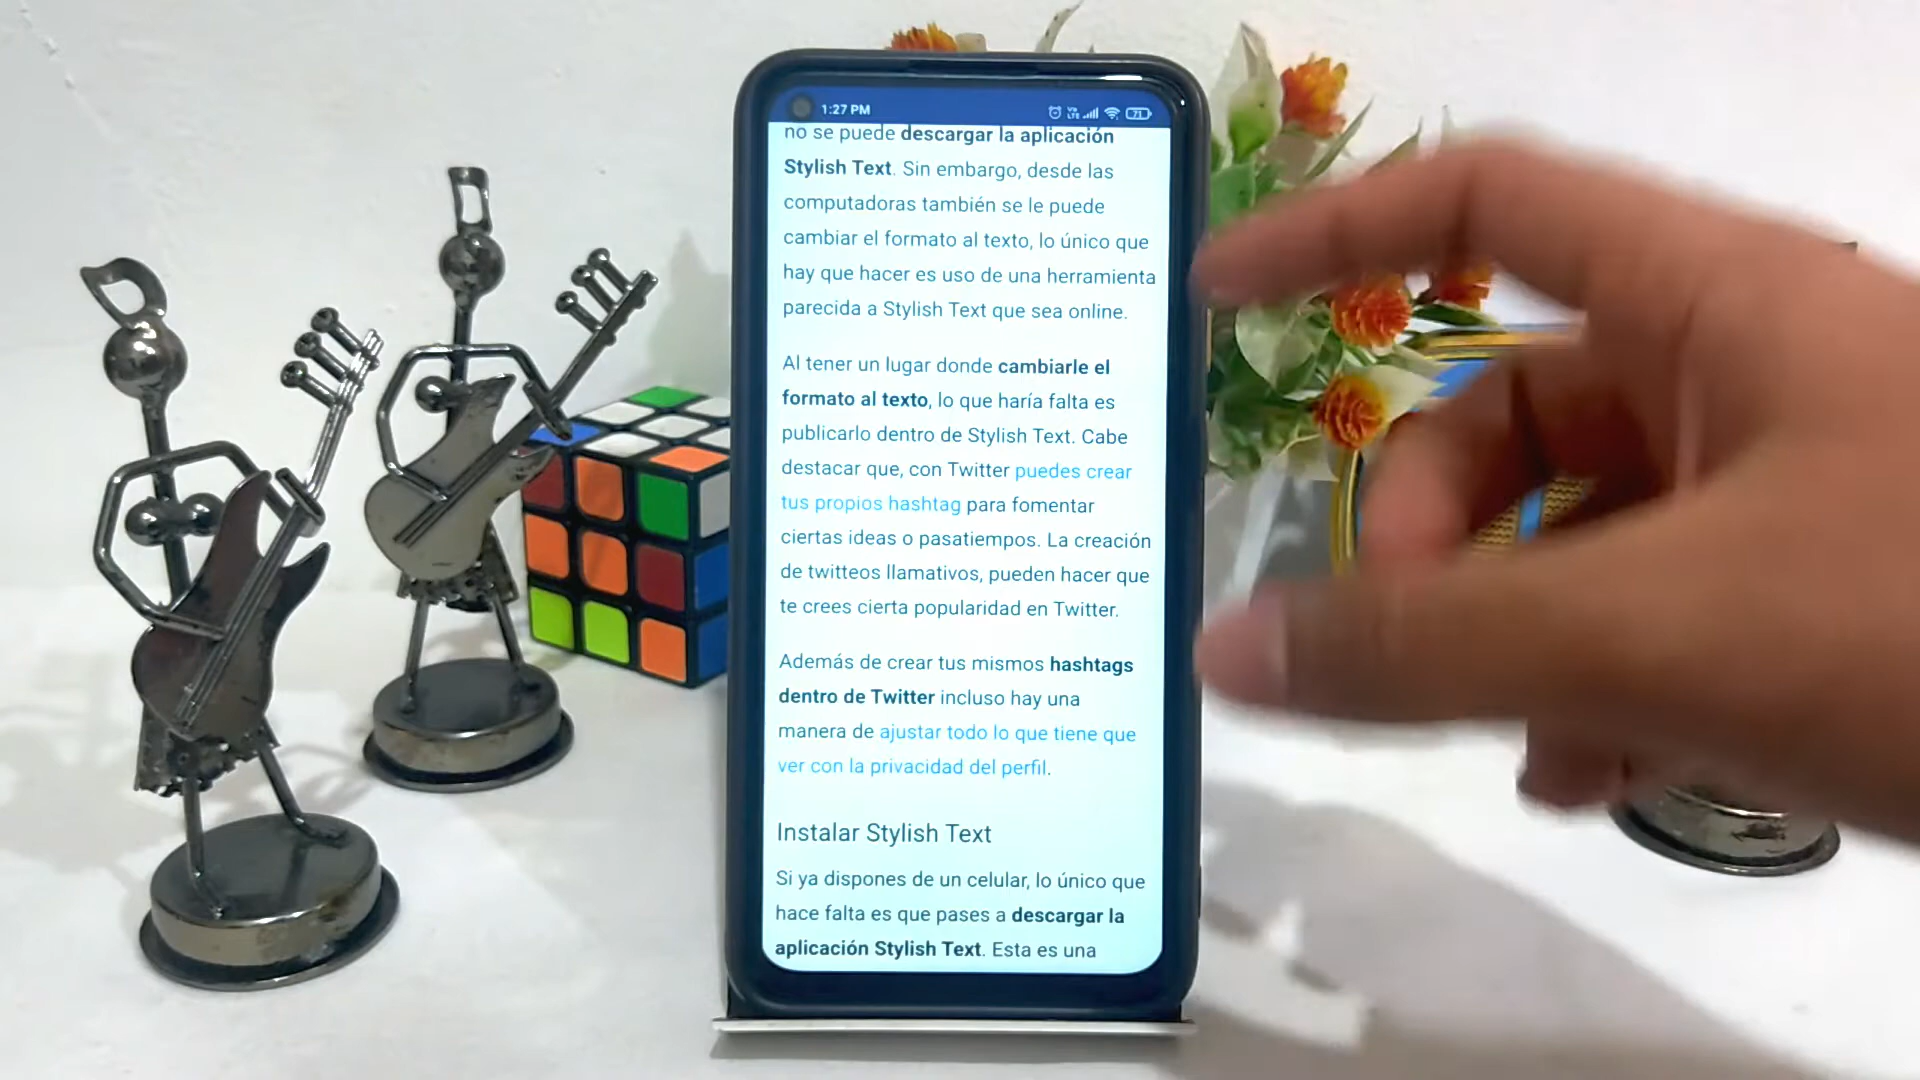 1:27 PM
Vo LTE
71
no se puede descargar la aplicación
Stylish Text. Sin embargo, desde las
computadoras también se le puede
cambiar el formato al texto, lo único que
hay que hacer es uso de una herramienta
parecida a Stylish Text que sea online.
Al tener un lugar donde cambiarle el
formato al texto, lo que haría falta es
publicarlo dentro de Stylish Text. Cabe
destacar que, con Twitter puedes crear
tus propios hashtag para fomentar
ciertas ideas o pasatiempos. La creación
de twitteos llamativos, pueden hacer que
te crees cierta popularidad en Twitter.
Además de crear tus mismos hashtags
dentro de Twitter incluso hay una
manera de ajustar todo lo que tiene que
ver con la privacidad del perfil.
Instalar Stylish Text
Si ya dispones de un celular, lo único que
hace falta es que pases a descargar la
aplicación Stylish Text. Esta es una